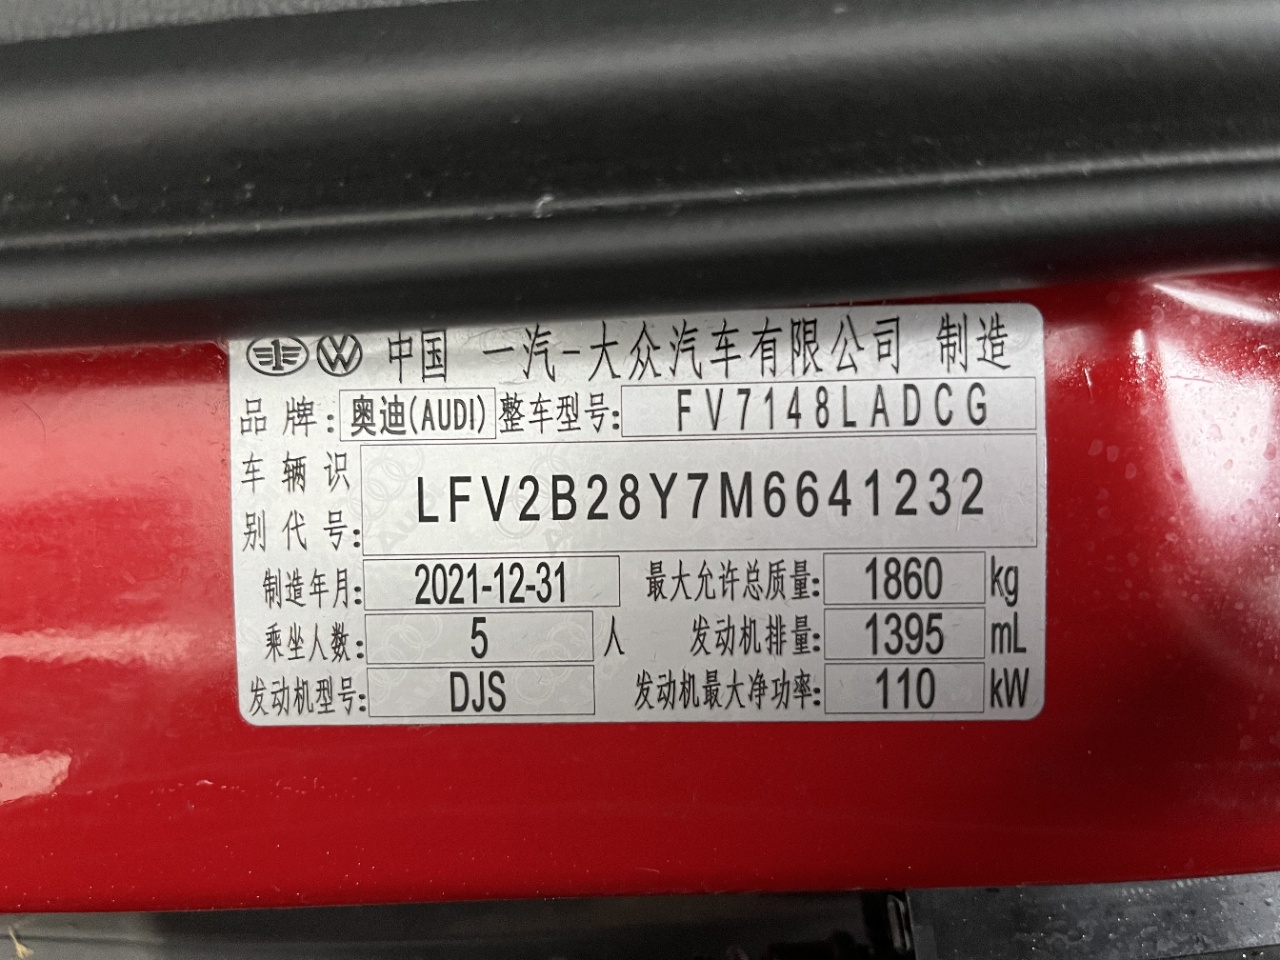 中国 一汽-大众汽车有限公司 制造
品牌: 奥迪(AUDI) 整车型号: FV7148LADCG
车辆识别代号: LFV2B28Y7M6641232
制造年月: 2021-12-31 最大允许总质量: 1860 kg
乘坐人数: 5 人 发动机排量: 1395 mL
发动机型号: DJS 发动机最大净功率: 110 kW